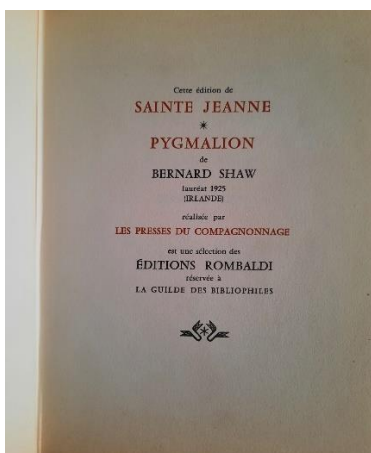 Cette édition de
SAINTE JEANNE
*
PYGMALION
de
BERNARD SHAW
lauréat 1925
(IRLANDE)
réalisée par
LES PRESSES DU COMPAGNONNAGE
est une sélection des
ÉDITIONS ROMBALDI
réservée à
LA GUILDE DES BIBLIOPHILES